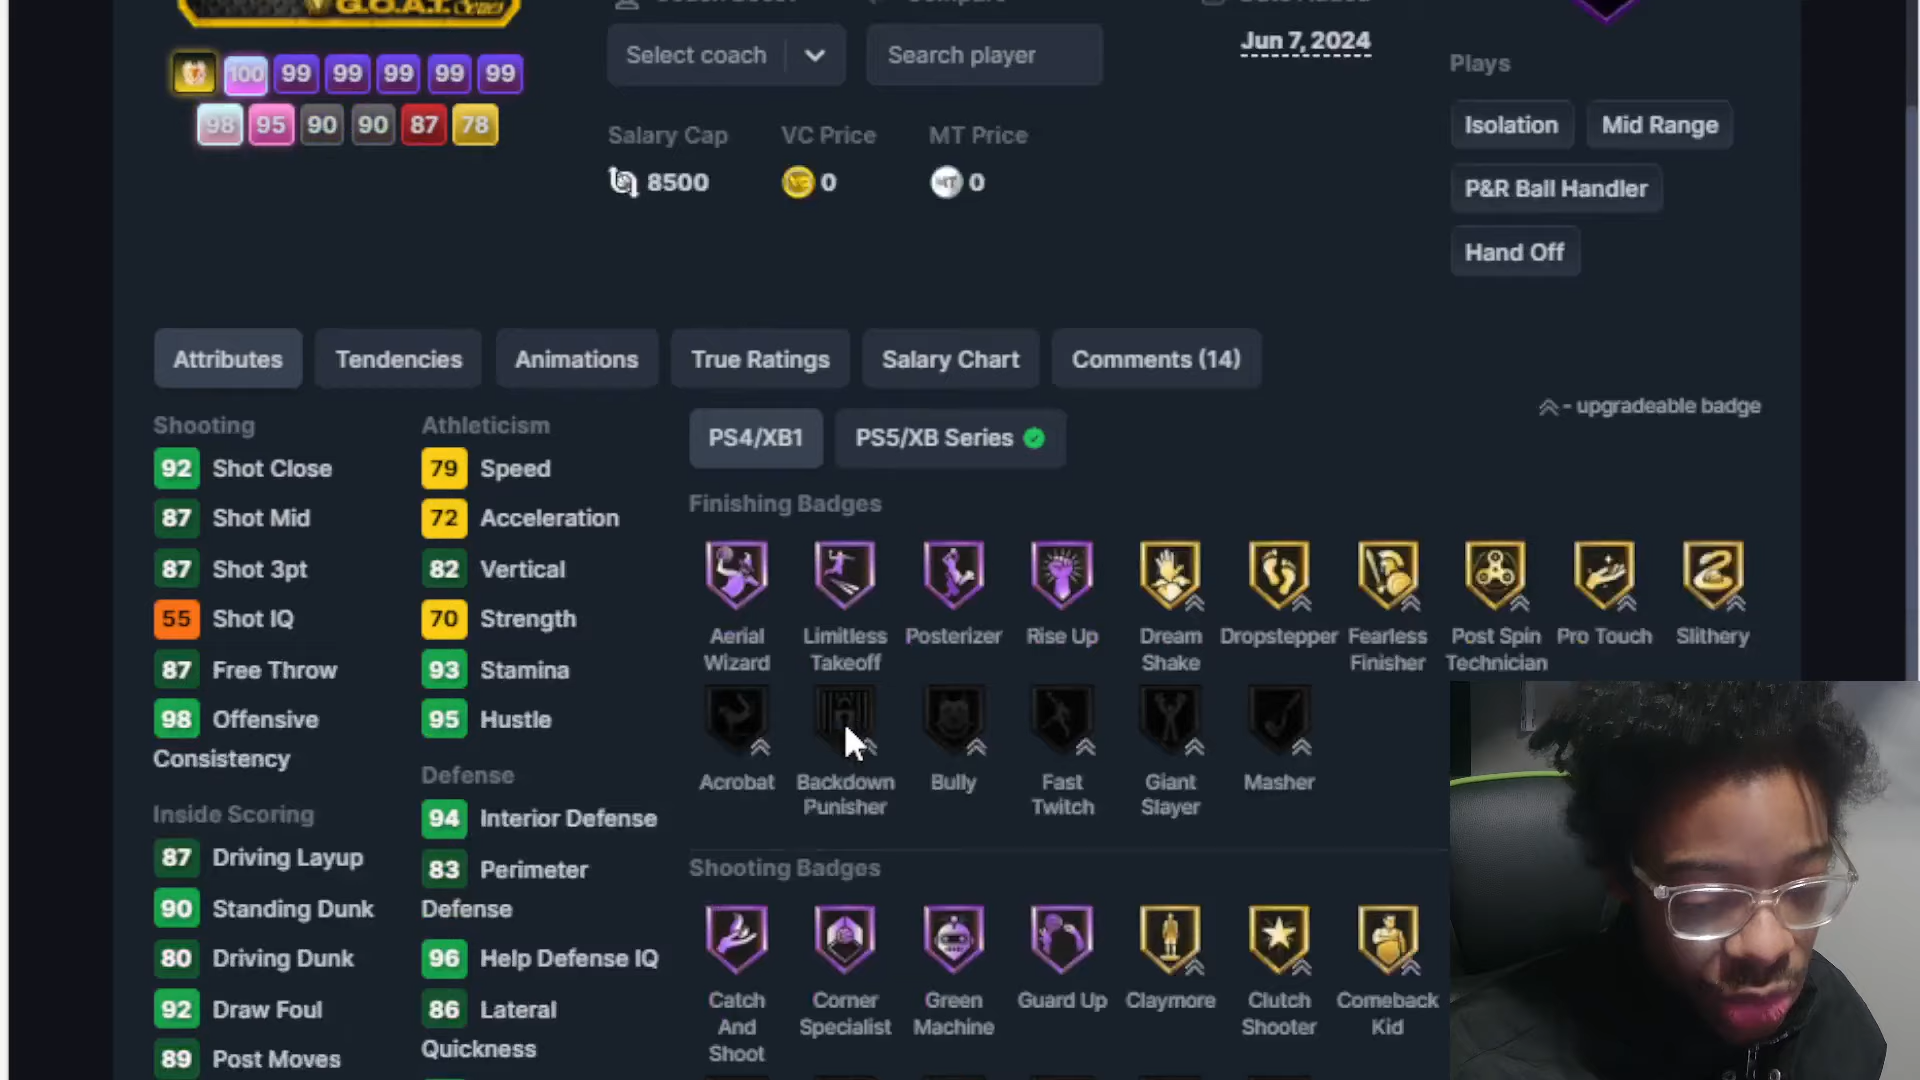 G.O.A.T. Series
100 99 99 99 99 99
98 95 90 90 87 78
Select coach
Search player
Jun 7, 2024
Salary Cap
VC Price
MT Price
8500
0
0
Plays
Isolation
Mid Range
P&R Ball Handler
Hand Off
Attributes
Tendencies
Animations
True Ratings
Salary Chart
Comments (14)
- upgradeable badge
PS4/XB1
PS5/XB Series
Shooting
92 Shot Close
87 Shot Mid
87 Shot 3pt
55 Shot IQ
87 Free Throw
98 Offensive
Consistency
Inside Scoring
87 Driving Layup
90 Standing Dunk
80 Driving Dunk
92 Draw Foul
89 Post Moves
Athleticism
79 Speed
72 Acceleration
82 Vertical
70 Strength
93 Stamina
95 Hustle
Defense
94 Interior Defense
83 Perimeter
Defense
96 Help Defense IQ
86 Lateral
Quickness
Finishing Badges
Aerial
Wizard
Limitless
Takeoff
Posterizer
Rise Up
Dream
Shake
Dropstepper
Fearless
Finisher
Post Spin
Technician
Pro Touch
Slithery
Acrobat
Backdown
Punisher
Bully
Fast
Twitch
Giant
Slayer
Masher
Shooting Badges
Catch
And
Shoot
Corner
Specialist
Green
Machine
Guard Up
Claymore
Clutch
Shooter
Comeback
Kid